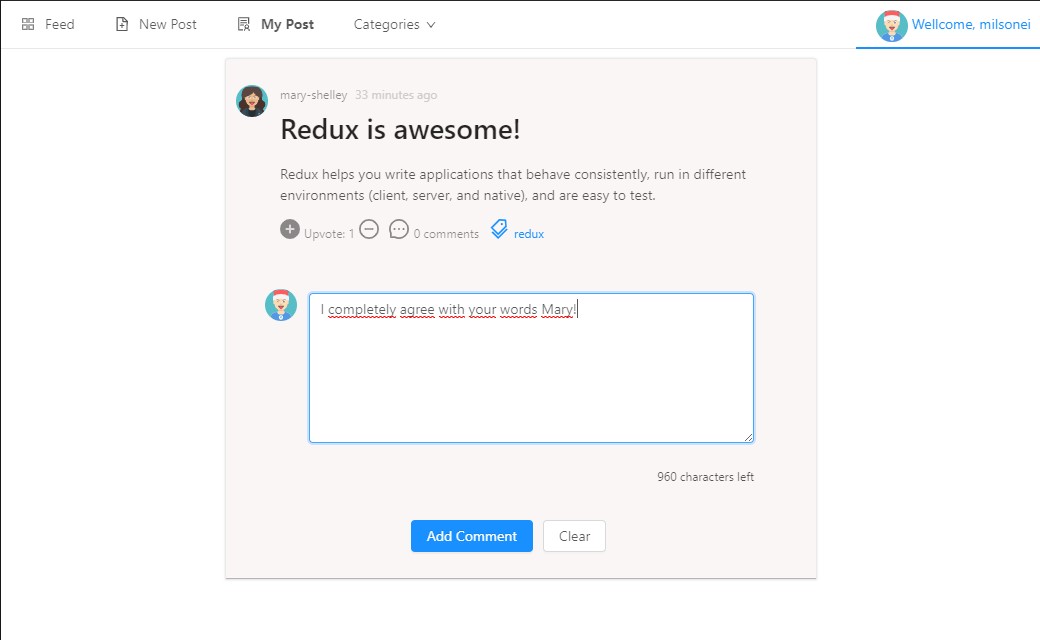 Feed New Post My Post Categories Wellcome, milsonei
mary-shelley 33 minutes ago
Redux is awesome!
Redux helps you write applications that behave consistently, run in different
environments (client, server, and native), and are easy to test.
Upvote: 1 0 comments redux
I completely agree with your words Mary!
960 characters left
Add Comment Clear